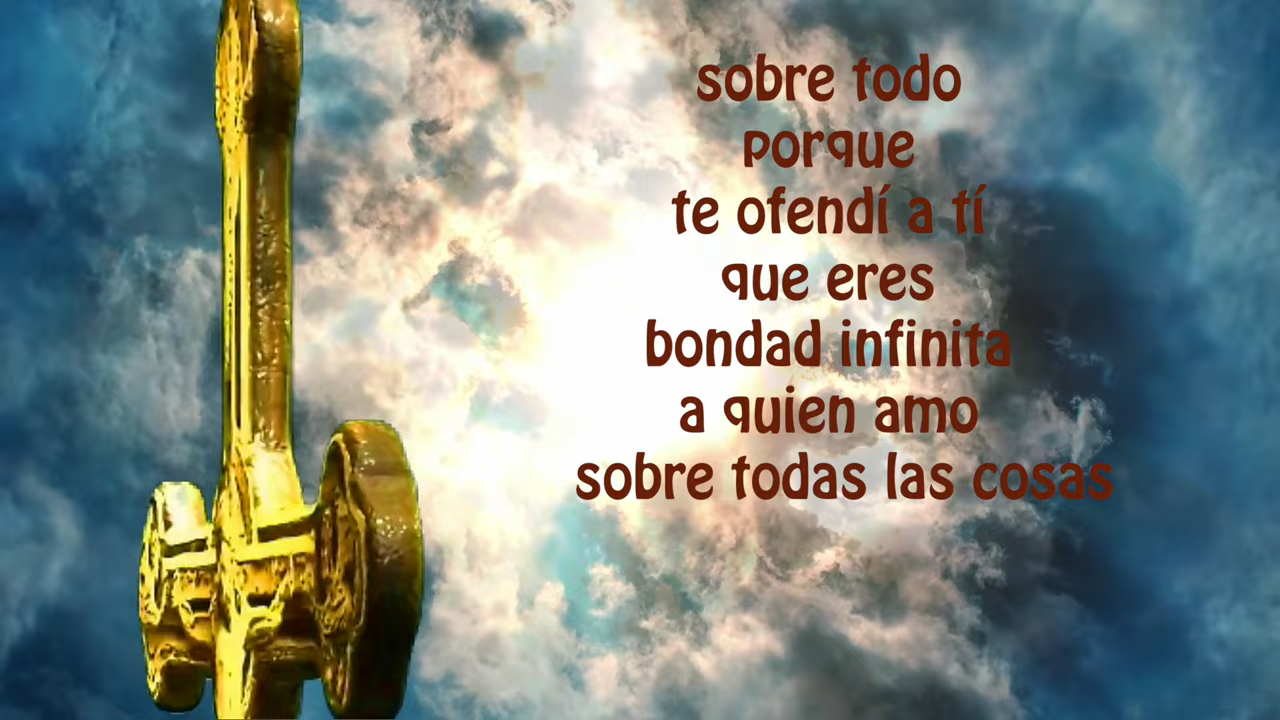 sobre todo
porque
te ofendí a tí
que eres
bondad infinita
a quien amo
sobre todas las cosas